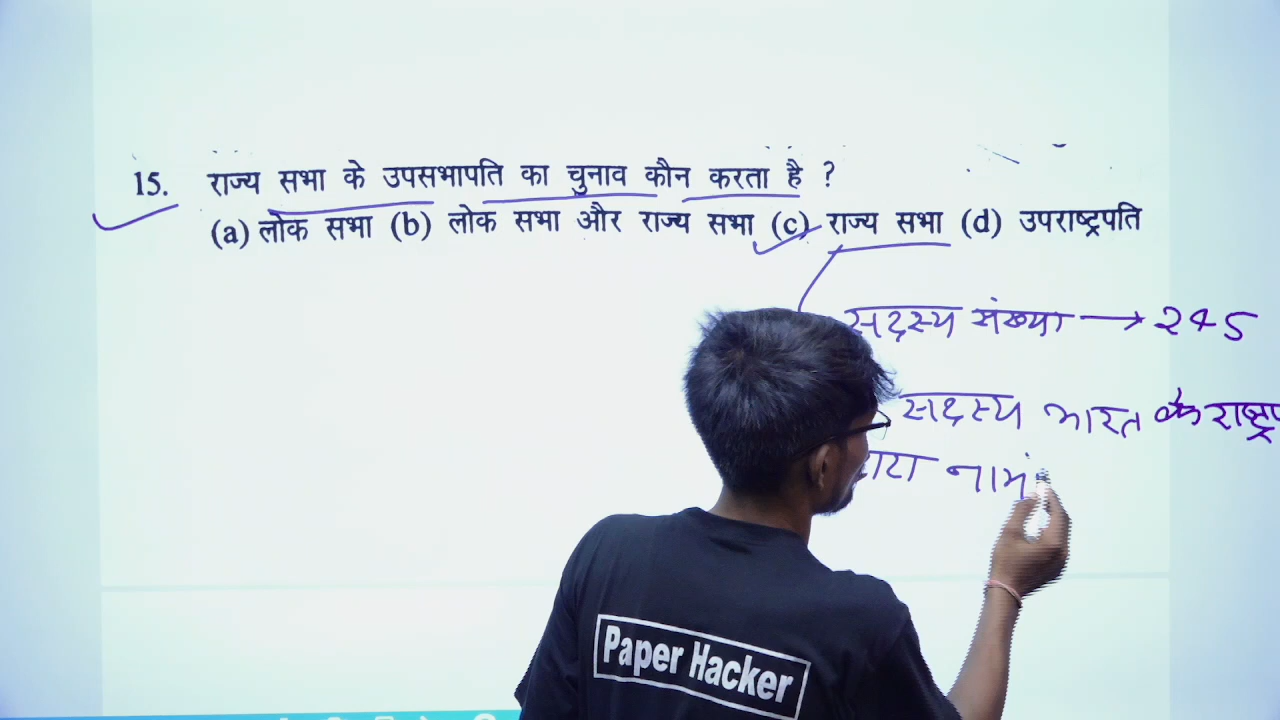 15. राज्य सभा के उपसभापति का चुनाव कौन करता है ?
(a) लोक सभा (b) लोक सभा और राज्य सभा (c) राज्य सभा (d) उपराष्ट्रपति
सदस्य संख्या → 245
सदस्य भारत के
Paper Hacker